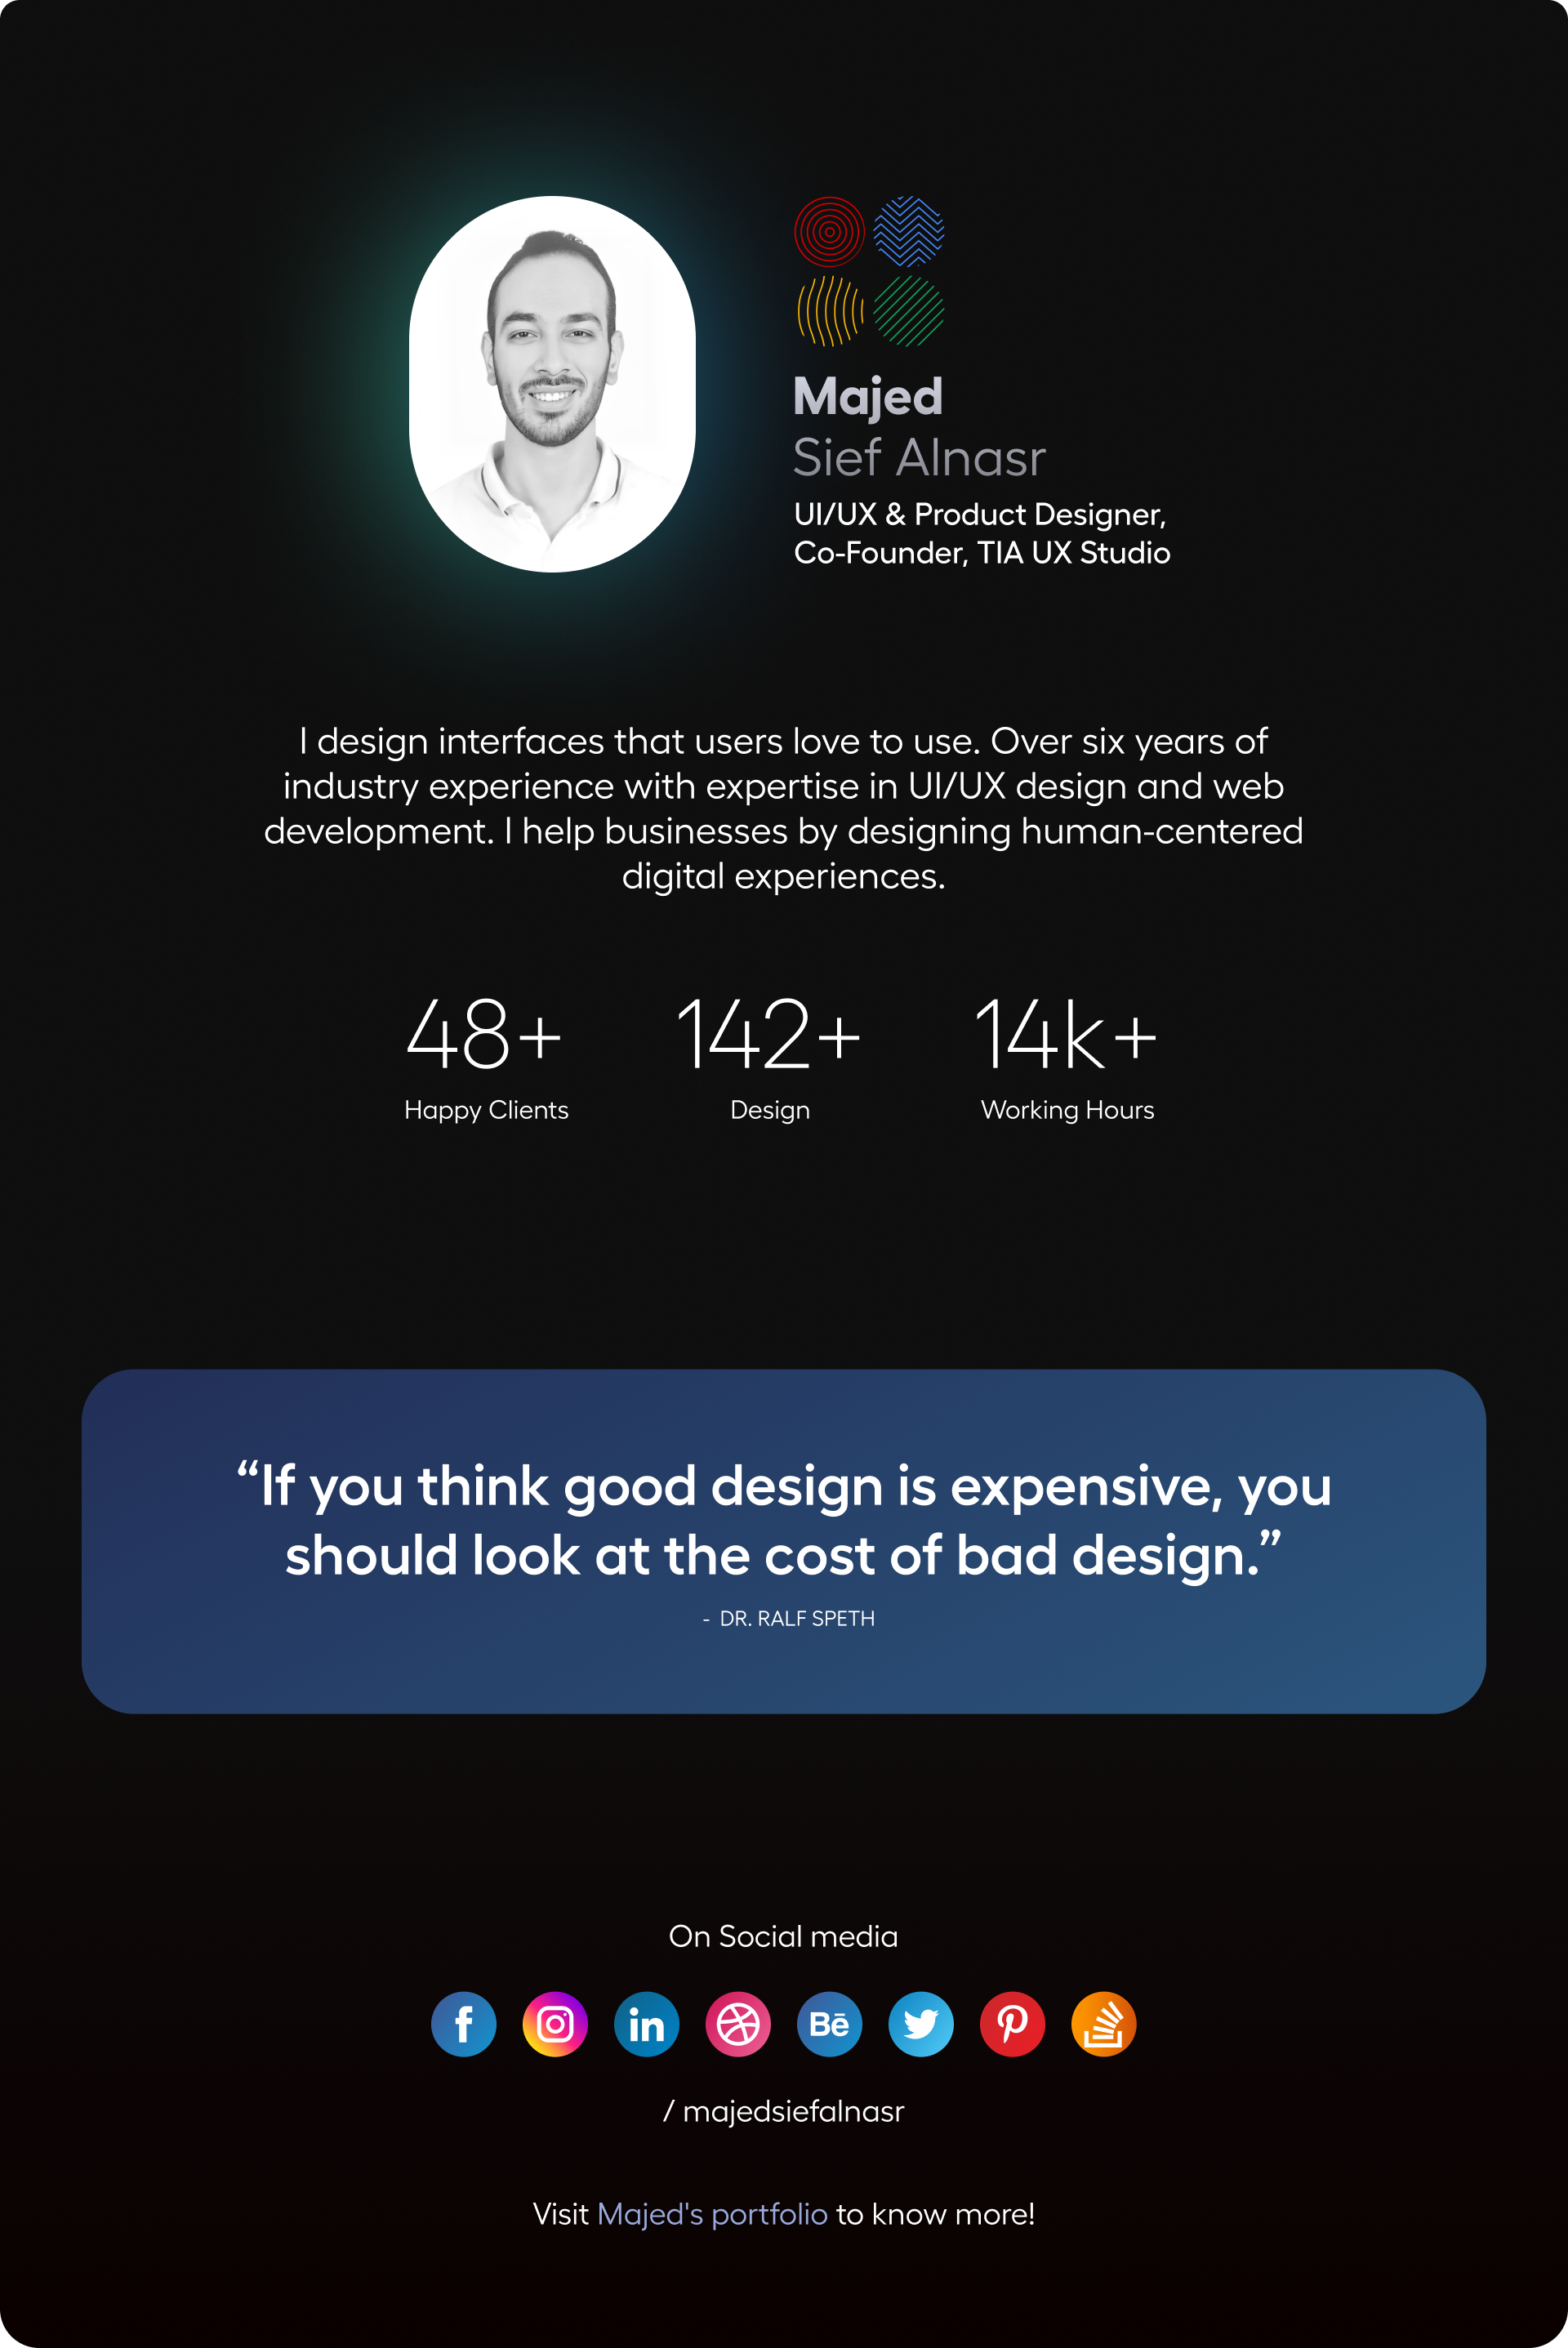 Majed
Sief Alnasr
UI/UX & Product Designer,
Co-Founder, TIA UX Studio
I design interfaces that users love to use. Over six years of
industry experience with expertise in UI/UX design and web
development. I help businesses by designing human-centered
digital experiences.
48+ 142+ 14k+
Happy Clients Design Working Hours
“If you think good design is expensive, you
should look at the cost of bad design.”
- DR. RALF SPETH
On Social media
f in Bē
/ majedsiefalnasr
Visit Majed's portfolio to know more!